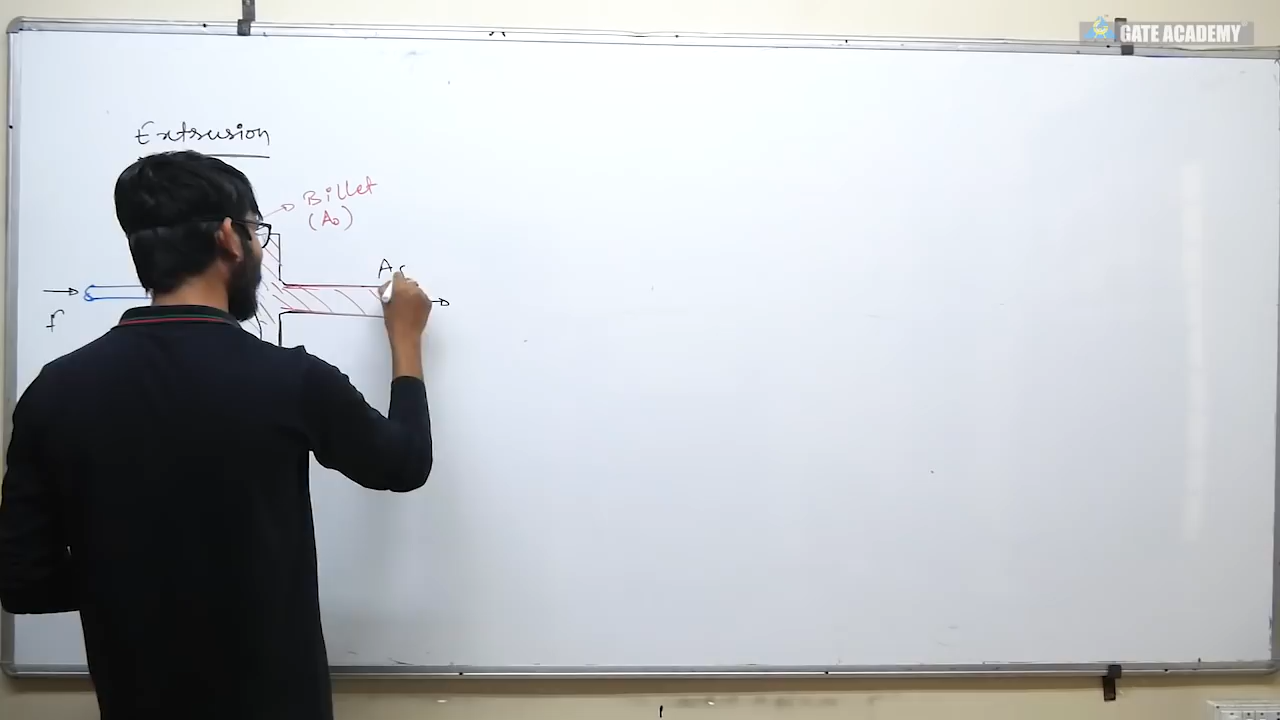 GATE ACADEMY
Extrusion
Billet
(A₀)
A
F